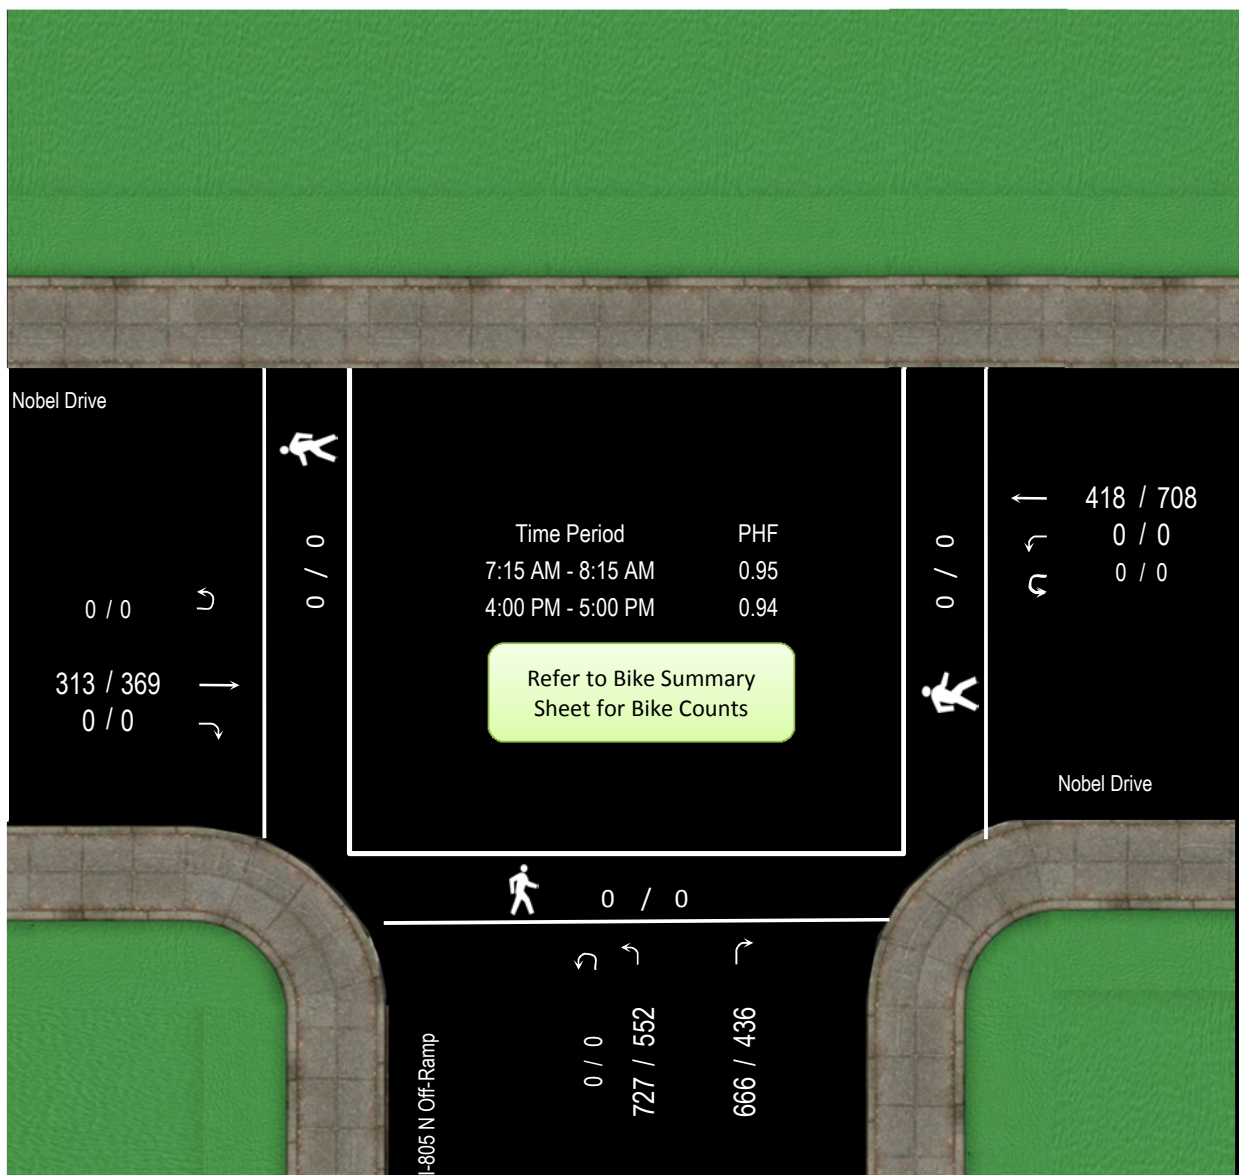 Nobel Drive
418 / 708
0 / 0
0 / 0
Time Period PHF
7:15 AM - 8:15 AM 0.95
4:00 PM - 5:00 PM 0.94
0 / 0
0 / 0
0 / 0
313 / 369
0 / 0
Refer to Bike Summary
Sheet for Bike Counts
Nobel Drive
0 / 0
0 / 0
727 / 552
666 / 436
I-805 N Off-Ramp